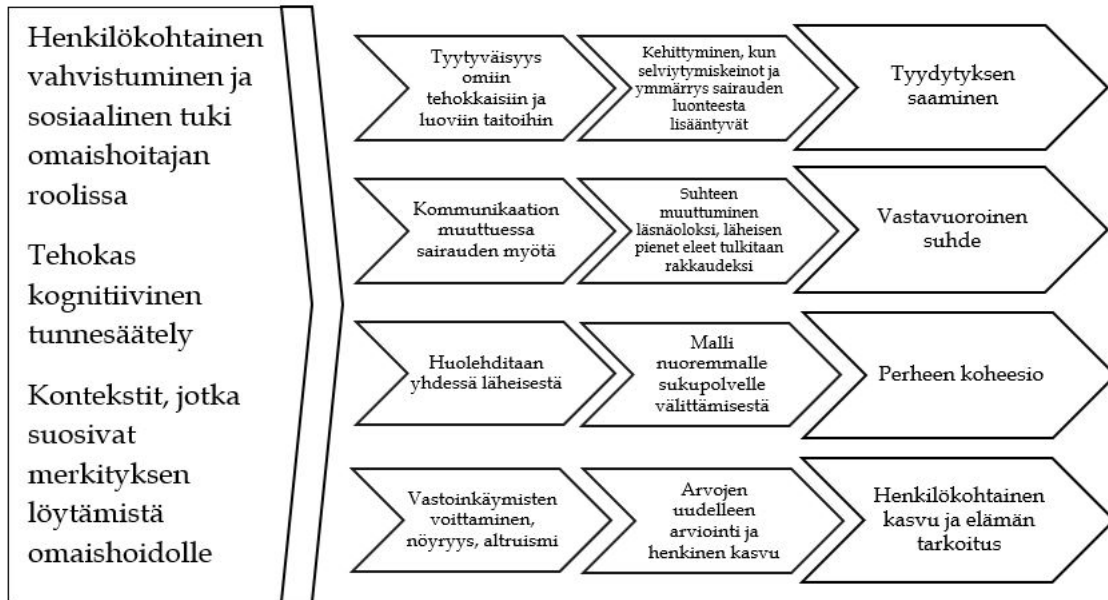 Henkilökohtainen
vahvistuminen ja
sosiaalinen tuki
omaishoitajan
roolissa
Tehokas
kognitiivinen
tunnesäätely
Kontekstit, jotka
suosivat
merkityksen
löytämistä
omaishoidolle
Tyytyväisyys
omiin
tehokkaisiin ja
luoviin taitoihin
Kehittyminen, kun
selviytymiskeinot ja
ymmärrys sairauden
luonteesta
lisääntyvät
Tyydytyksen
saaminen
Kommunikaation
muuttuessa
sairauden myötä
Suhteen
muuttuminen
läsnäoloksi, läheisen
pienet eleet tulkitaan
rakkaudeksi
Vastavuoroinen
suhde
Huolehditaan
yhdessä läheisestä
Malli
nuoremmalle
sukupolvelle
välittämisestä
Perheen koheesio
Vastoinkäymisten
voittaminen,
nöyryys, altruismi
Arvojen
uudelleen
arviointi ja
henkinen kasvu
Henkilökohtainen
kasvu ja elämän
tarkoitus